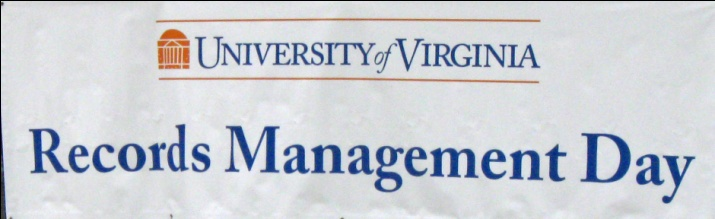 UNIVERSITY of VIRGINIA
Records Management Day